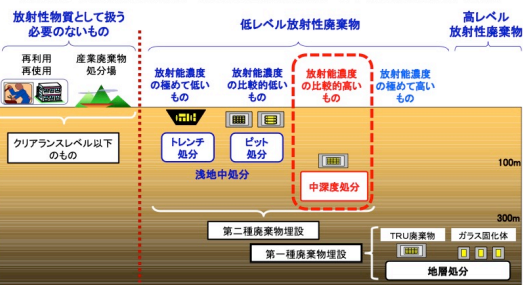 放射性物質として扱う
必要のないもの
低レベル放射性廃棄物
高レベル
放射性廃棄物
再利用
再使用
産業廃棄物
処分場
放射能濃度
の極めて低い
もの
放射能濃度
の比較的低い
もの
放射能濃度
の比較的高い
もの
放射能濃度
の極めて高い
もの
クリアランスレベル以下
のもの
トレンチ
処分
ピット
処分
浅地中処分
中深度処分
100m
300m
第二種廃棄物埋設
第一種廃棄物埋設
TRU廃棄物
ガラス固化体
地層処分